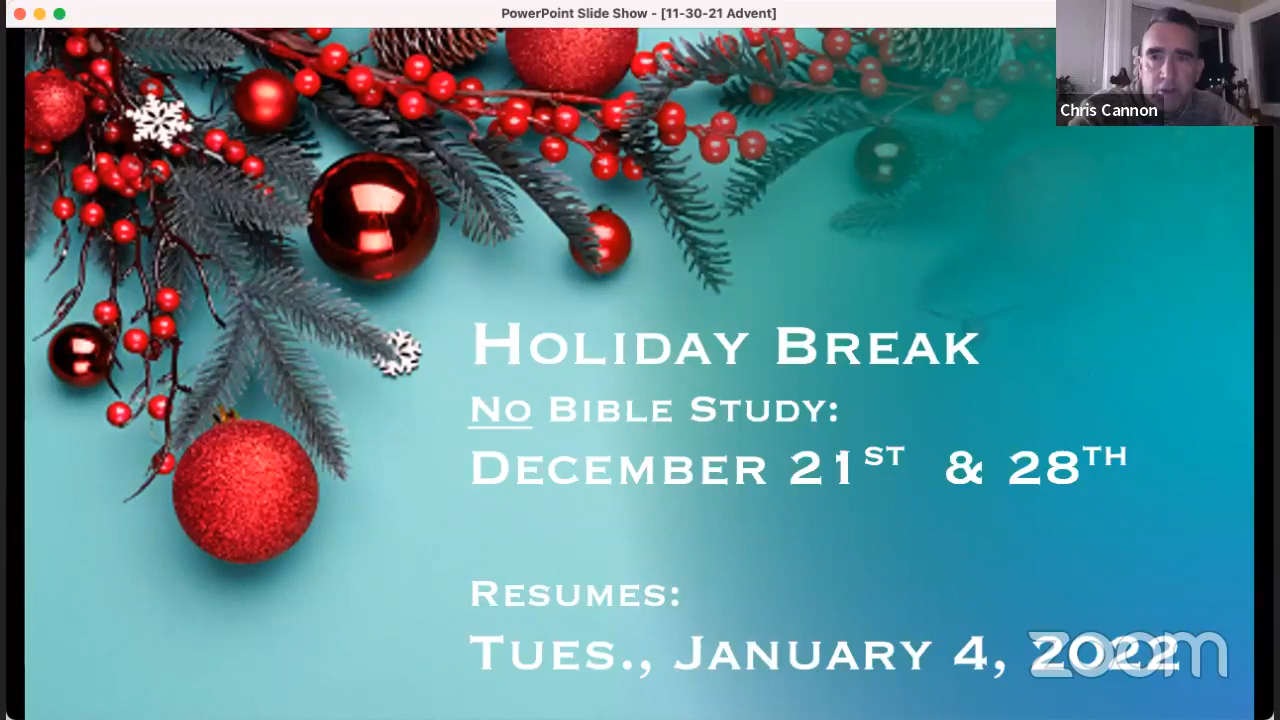 PowerPoint Slide Show - [11-30-21 Advent]
Chris Cannon
Holiday Break
No Bible Study:
December 21st & 28th
Resumes:
Tues., January 4, 2022
zoom